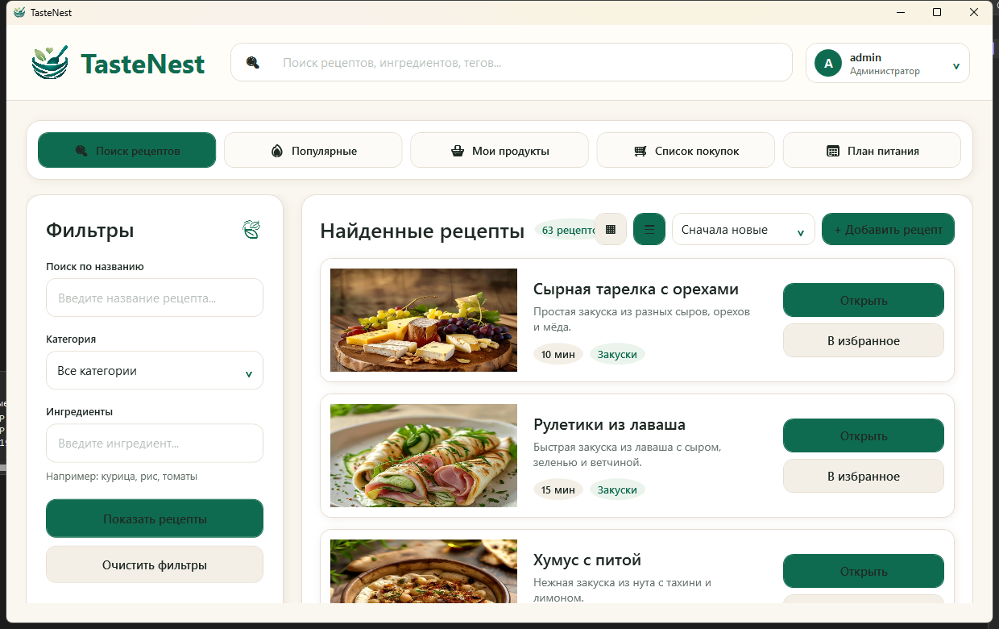 TasteNest
TasteNest
Поиск рецептов, ингредиентов, тегов...
A
admin
Администратор
Поиск рецептов
Популярные
Мои продукты
Список покупок
План питания
Фильтры
Поиск по названию
Введите название рецепта...
Категория
Все категории
Ингредиенты
Введите ингредиент...
Например: курица, рис, томаты
Показать рецепты
Очистить фильтры
Найденные рецепты
63 рецепто
Сначала новые
+ Добавить рецепт
Сырная тарелка с орехами
Простая закуска из разных сыров, орехов
и мёда.
10 мин
Закуски
Открыть
В избранное
Рулетики из лаваша
Быстрая закуска из лаваша с сыром,
зеленью и ветчиной.
15 мин
Закуски
Открыть
В избранное
Хумус с питой
Нежная закуска из нута с тахини и
лимоном.
Открыть